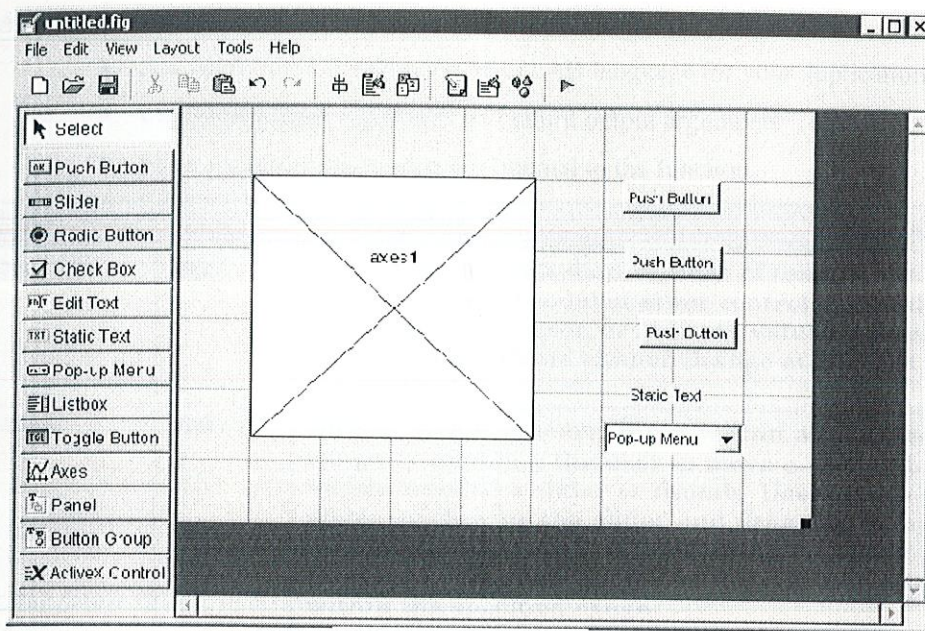 untitled.fig
File Edit View Layout Tools Help
Select
Push Button
Slider
Radio Button
Check Box
Edit Text
Static Text
Pop-up Menu
Listbox
Toggle Button
Axes
Panel
Button Group
ActiveX Control
axes1
Push Button
Push Button
Push Button
Static Text
Pop-up Menu